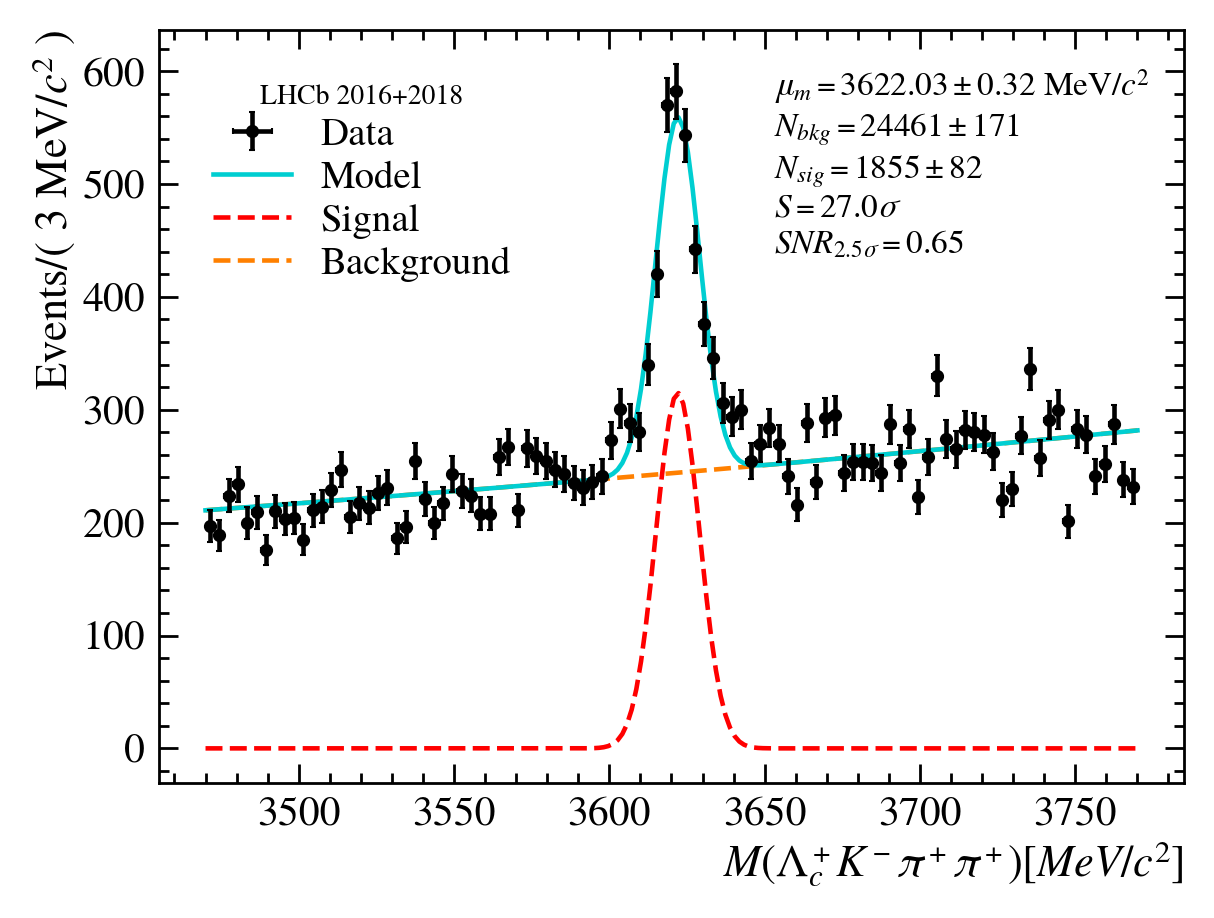 Events/( 3 MeV/c² )
600
500
400
300
200
100
0
LHCb 2016+2018
Data
Model
Signal
Background
μₘ = 3622.03 ± 0.32 MeV/c²
N_bkg = 24461 ± 171
N_sig = 1855 ± 82
S = 27.0σ
SNR_2.5σ = 0.65
3500 3550 3600 3650 3700 3750
M(Λ_c⁺ K⁻ π⁺ π⁺)[MeV/c²]